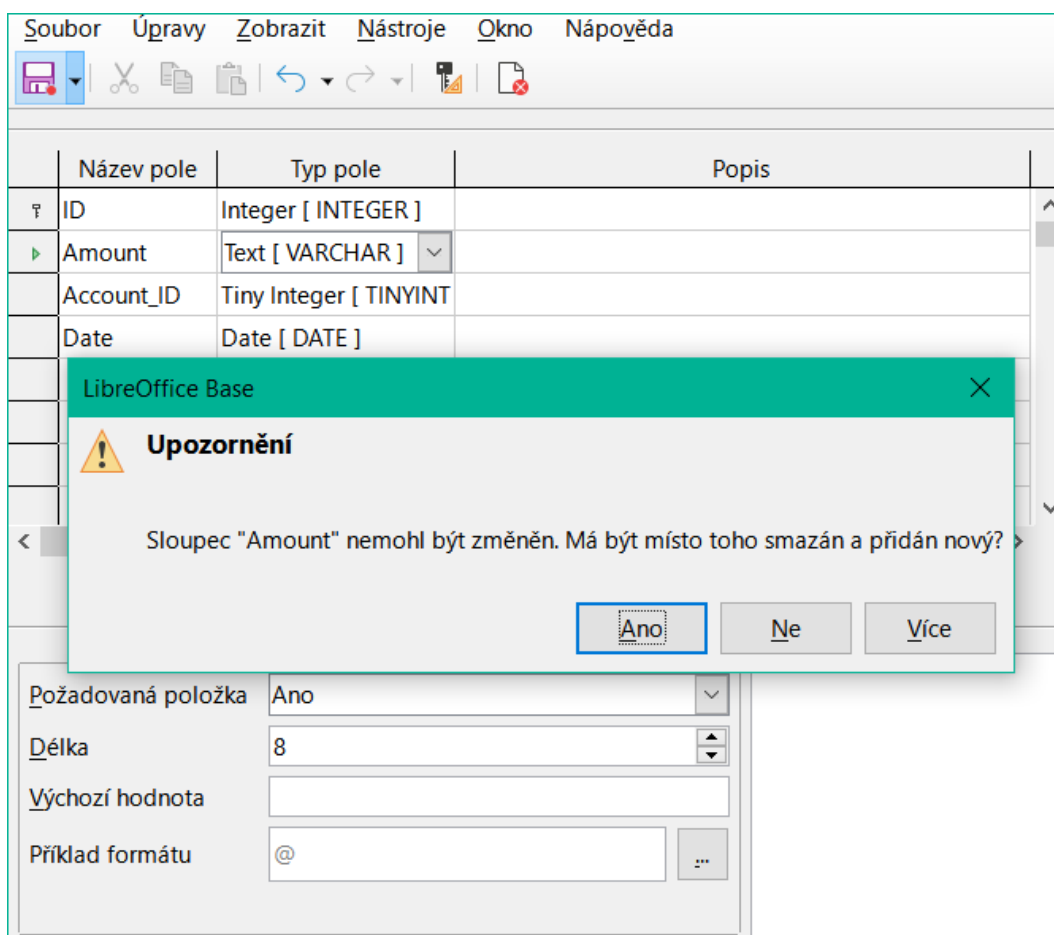 Soubor Úpravy Zobrazit Nástroje Okno Nápověda
Název pole Typ pole Popis
ID Integer [ INTEGER ]
Amount Text [ VARCHAR ]
Account_ID Tiny Integer [ TINYINT
Date Date [ DATE ]
LibreOffice Base
Upozornění
Sloupec "Amount" nemohl být změněn. Má být místo toho smazán a přidán nový?
Ano Ne Více
Požadovaná položka Ano
Délka 8
Výchozí hodnota
Příklad formátu @ ...